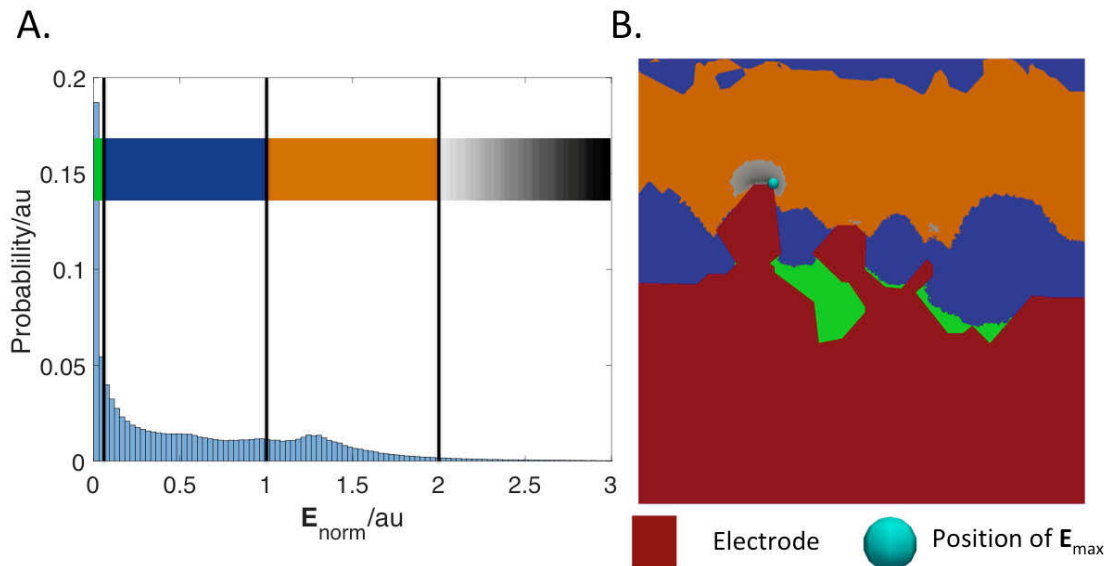 A.
B.
0.2
0.15
0.1
0.05
0
Probablility/au
0 0.5 1 1.5 2 2.5 3
E_norm/au
Electrode
Position of E_max